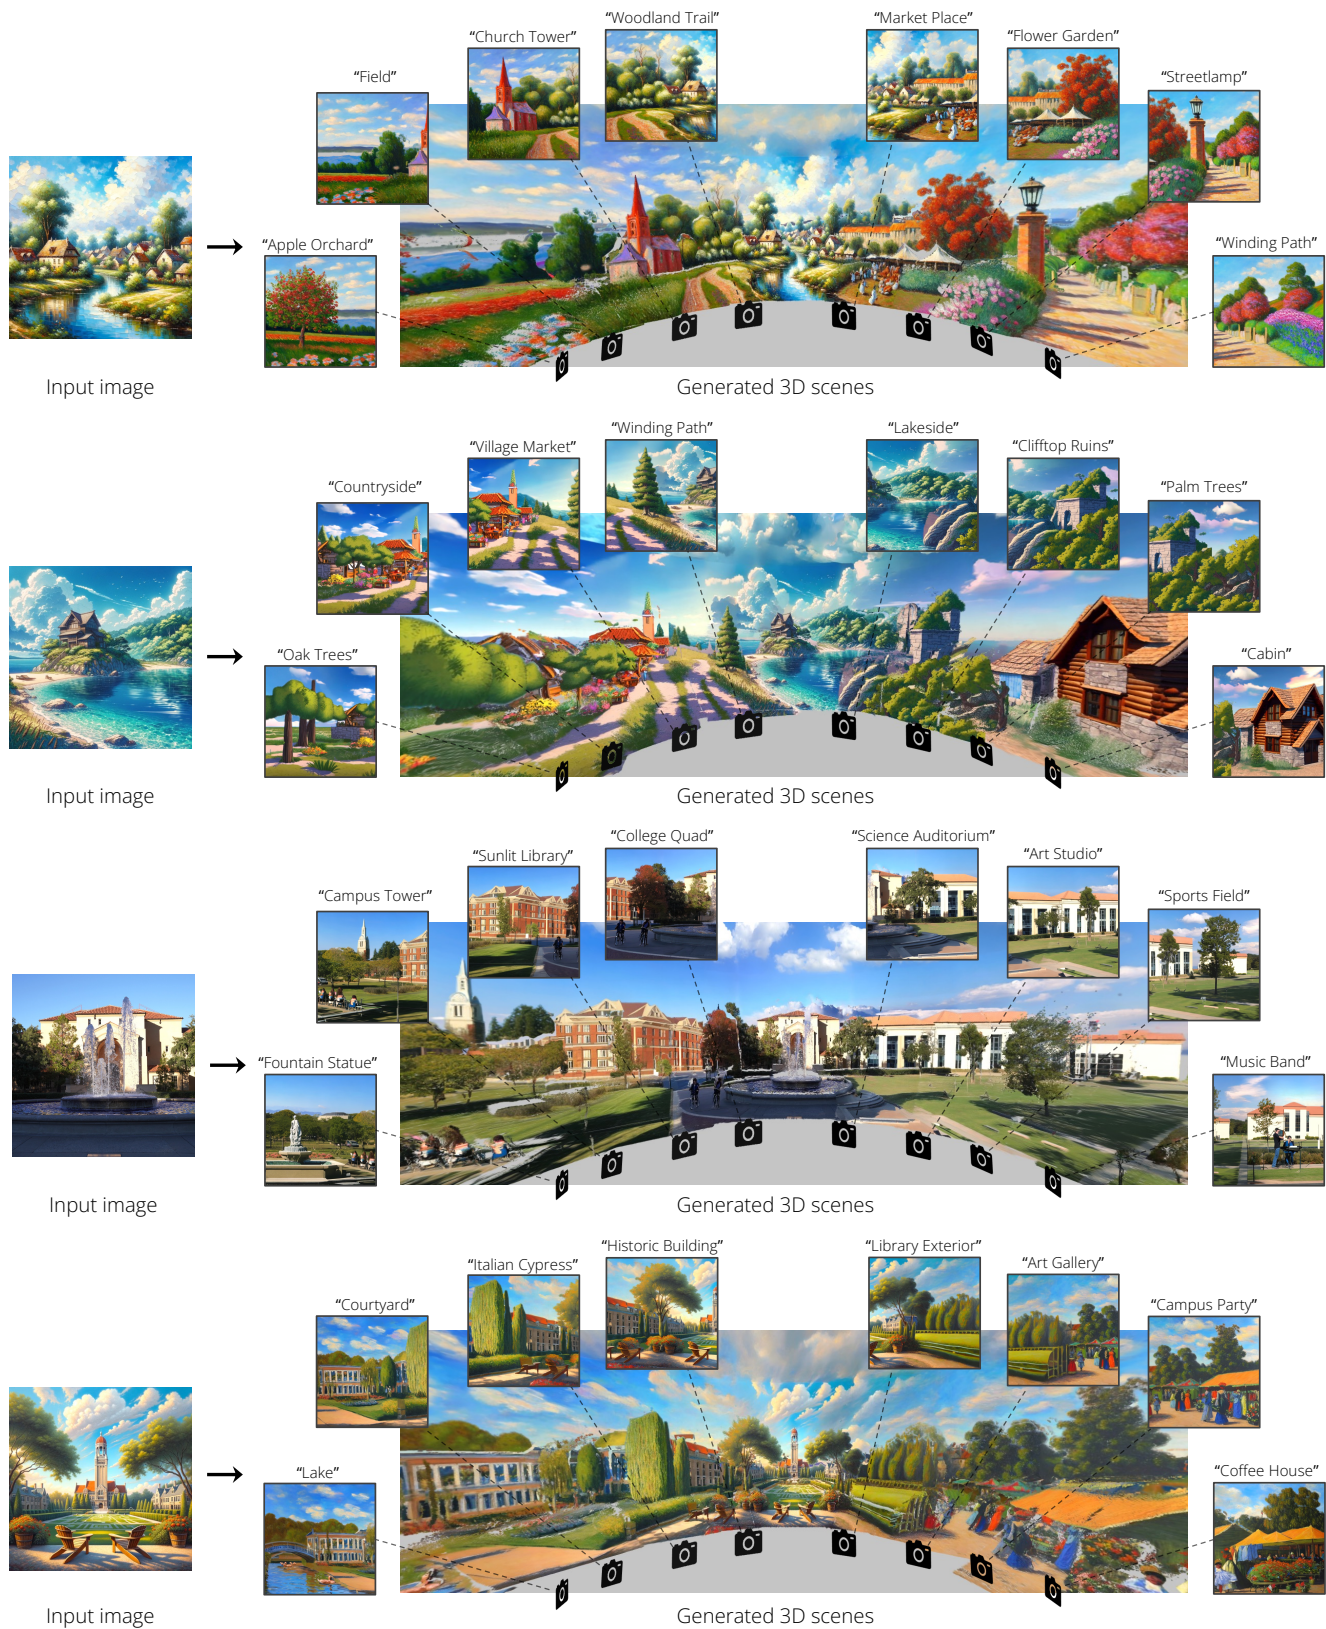 “Woodland Trail”
“Market Place”
“Church Tower”
“Flower Garden”
“Field”
“Streetlamp”
“Apple Orchard”
“Winding Path”
Input image
Generated 3D scenes
“Winding Path”
“Lakeside”
“Village Market”
“Clifftop Ruins”
“Countryside”
“Palm Trees”
“Oak Trees”
“Cabin”
Input image
Generated 3D scenes
“College Quad”
“Science Auditorium”
“Sunlit Library”
“Art Studio”
“Campus Tower”
“Sports Field”
“Fountain Statue”
“Music Band”
Input image
Generated 3D scenes
“Historic Building”
“Library Exterior”
“Italian Cypress”
“Art Gallery”
“Courtyard”
“Campus Party”
“Lake”
“Coffee House”
Input image
Generated 3D scenes